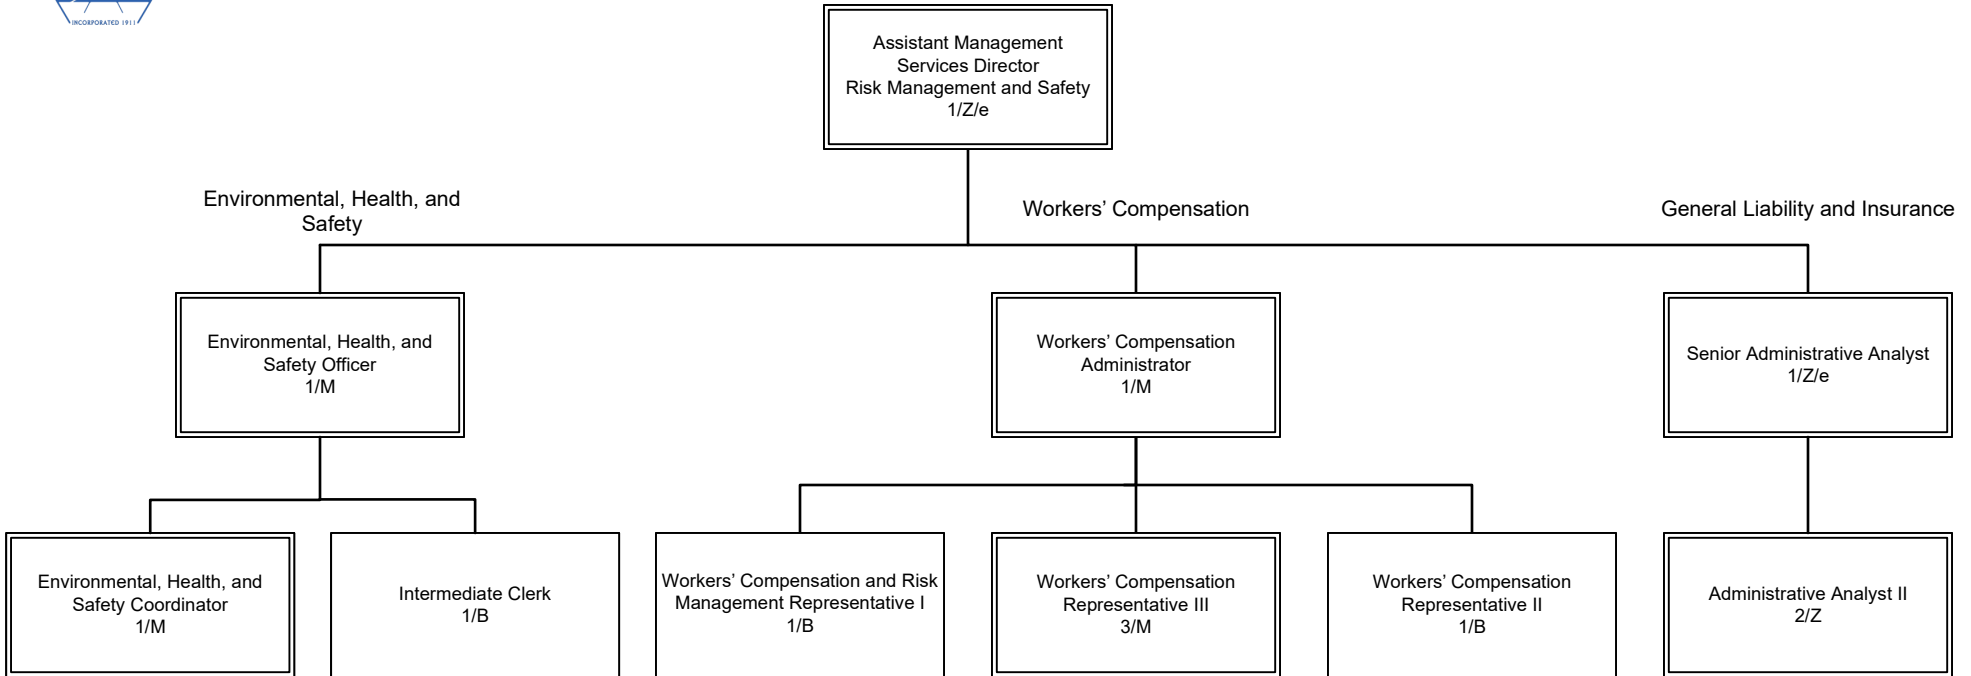 INCORPORATED 1911
Assistant Management
Services Director
Risk Management and Safety
1/Z/e
Environmental, Health, and
Safety
Workers’ Compensation
General Liability and Insurance
Environmental, Health, and
Safety Officer
1/M
Workers’ Compensation
Administrator
1/M
Senior Administrative Analyst
1/Z/e
Environmental, Health, and
Safety Coordinator
1/M
Intermediate Clerk
1/B
Workers’ Compensation and Risk
Management Representative I
1/B
Workers’ Compensation
Representative III
3/M
Workers’ Compensation
Representative II
1/B
Administrative Analyst II
2/Z